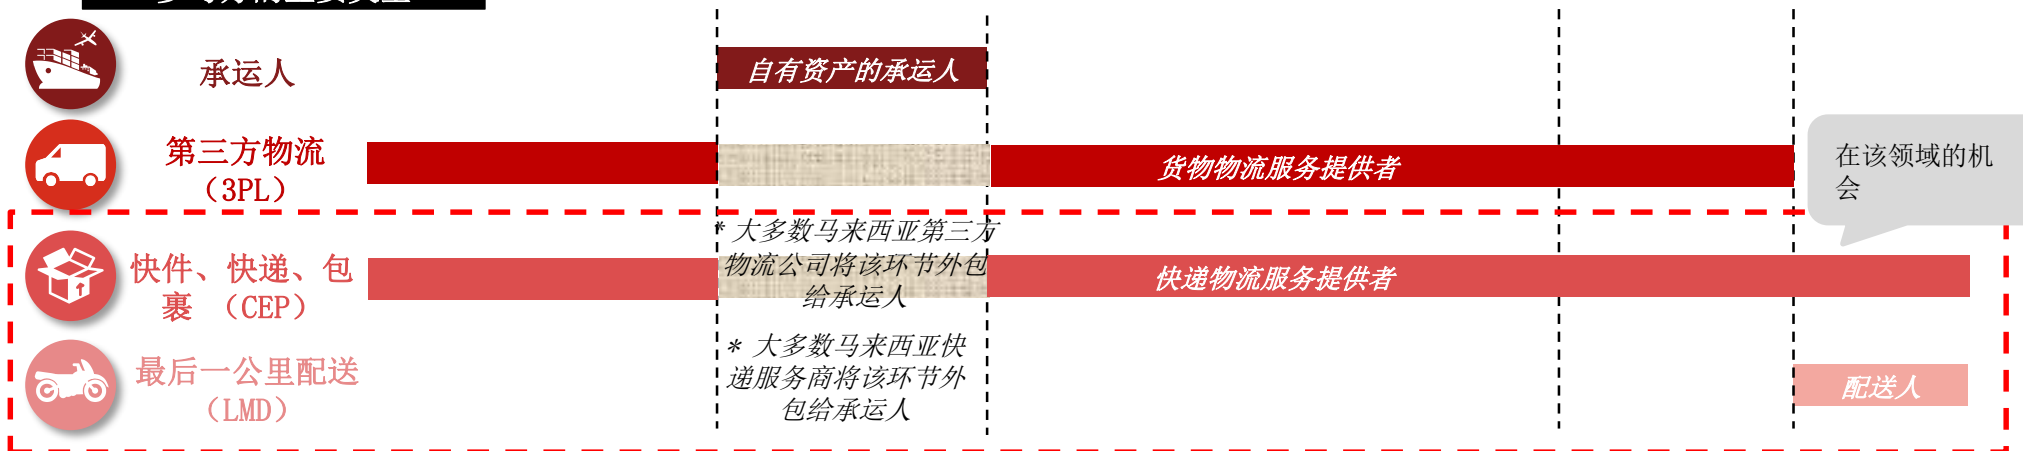 承运人
自有资产的承运人
第三方物流
（3PL）
货物物流服务提供者
在该领域的机
会
* 大多数马来西亚第三方
物流公司将该环节外包
给承运人
快件、快递、包
裹 （CEP）
快递物流服务提供者
* 大多数马来西亚快
递服务商将该环节外
包给承运人
最后一公里配送
（LMD）
配送人